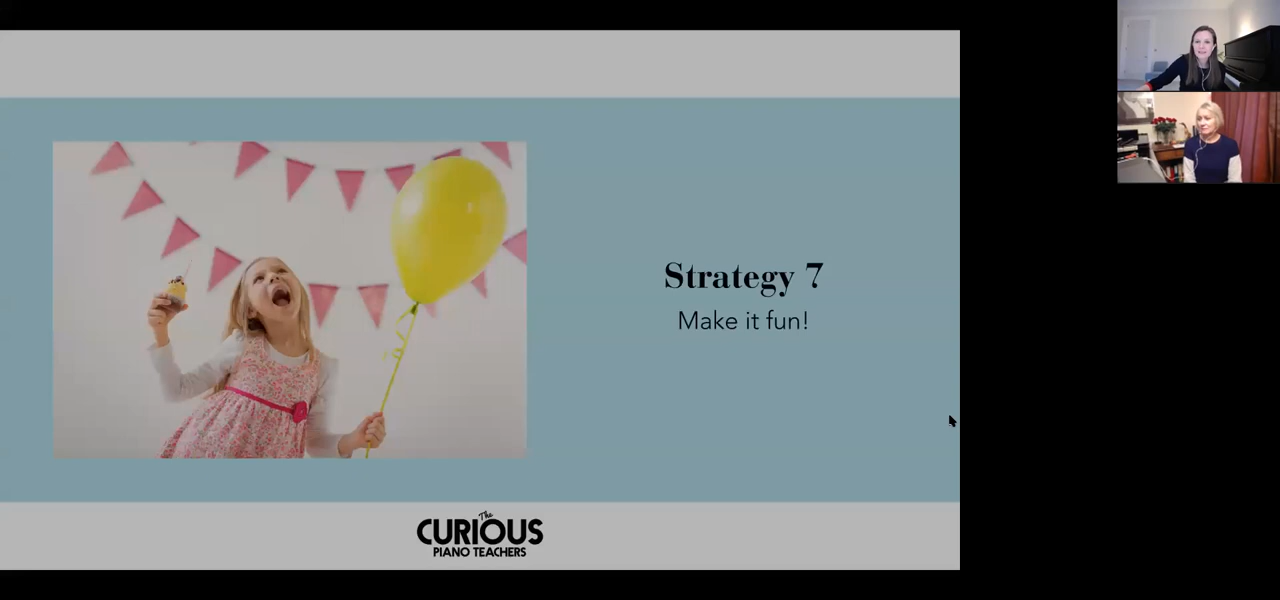 Strategy 7
Make it fun!
The
CURIOUS
PIANO TEACHERS